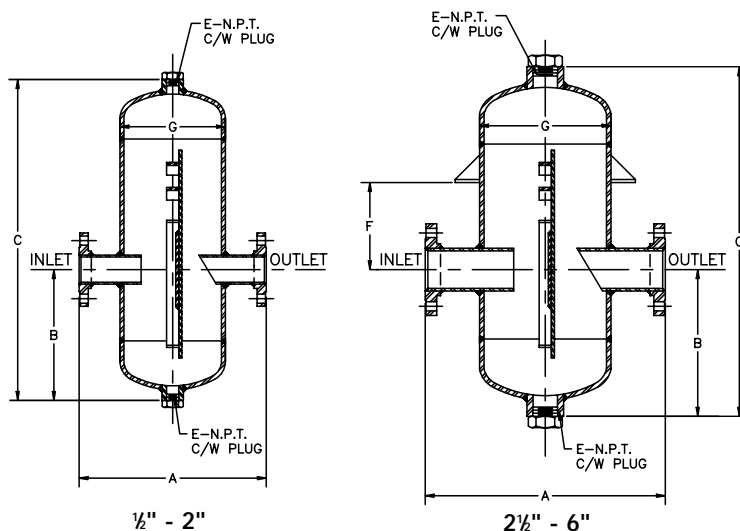 E-N.P.T.
C/W PLUG
G
C
INLET
OUTLET
B
E-N.P.T.
C/W PLUG
A
½" - 2"
E-N.P.T.
C/W PLUG
G
F
C
INLET
OUTLET
B
E-N.P.T.
C/W PLUG
A
2½" - 6"